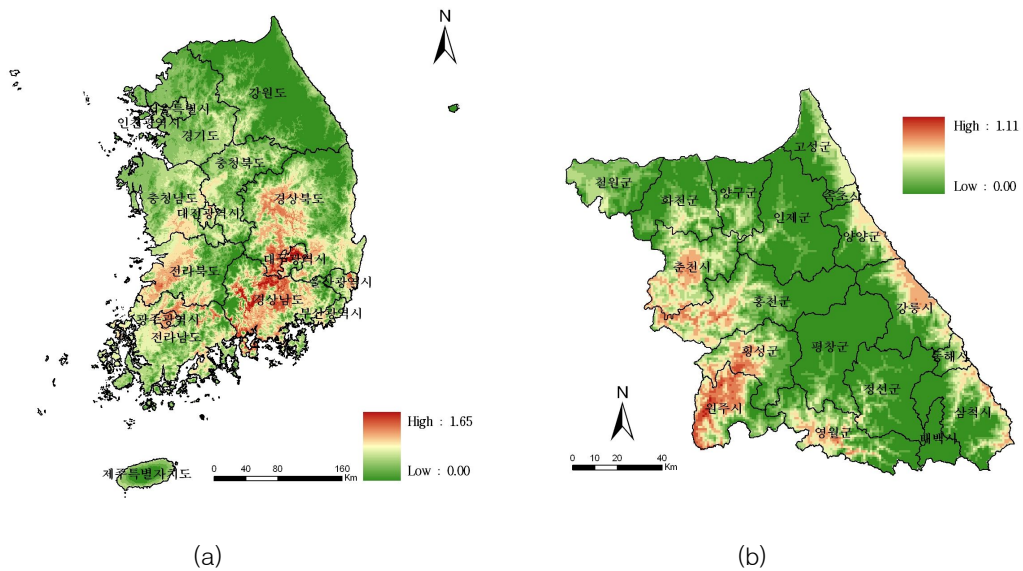 N
강원도
서울특별시
인천광역시
경기도
충청북도
충청남도
대전광역시
경상북도
대구광역시
전라북도
울산광역시
경상남도
광주광역시
부산광역시
전라남도
제주특별자치도
High : 1.65
Low : 0.00
0 40 80 160
Km
(a)
High : 1.11
Low : 0.00
고성군
철원군
화천군
양구군
속초시
인제군
양양군
춘천시
홍천군
강릉시
횡성군
평창군
동해시
정선군
원주시
삼척시
영월군
태백시
N
0 10 20 40
Km
(b)